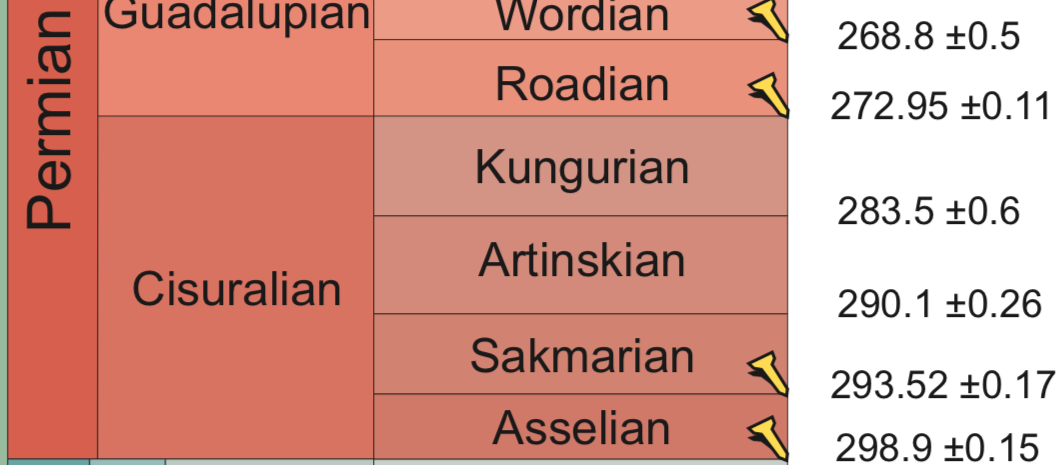 Permian
Guadalupian
Wordian
268.8 ±0.5
Roadian
272.95 ±0.11
Cisuralian
Kungurian
283.5 ±0.6
Artinskian
290.1 ±0.26
Sakmarian
293.52 ±0.17
Asselian
298.9 ±0.15